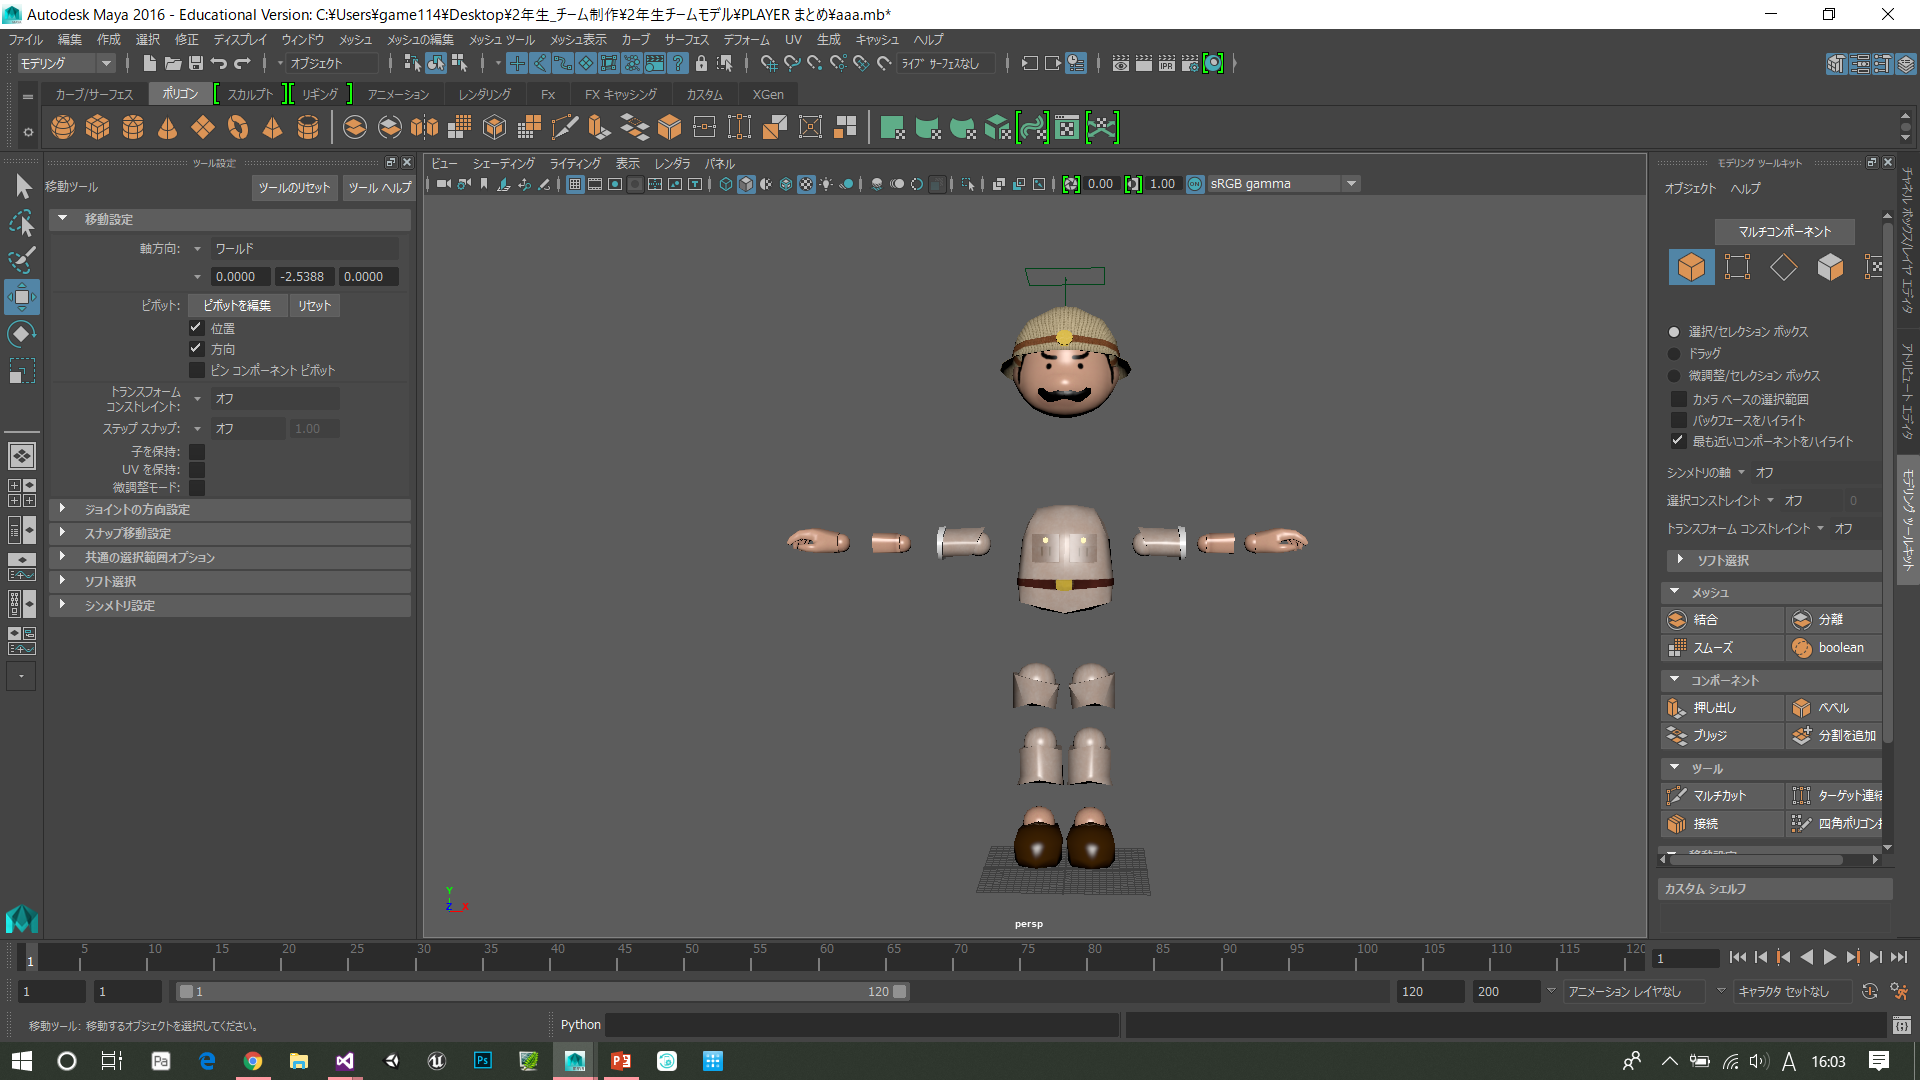 Autodesk Maya 2016 - Educational Version: C:¥Users¥game114¥Desktop¥2年生_チーム制作¥2年生チームモデル¥PLAYER まとめ¥aaa.mb*
ファイル 編集 作成 選択 修正 ディスプレイ ウィンドウ メッシュ メッシュの編集 メッシュ ツール メッシュ表示 カーブ サーフェス デフォーム UV 生成 キャッシュ ヘルプ
モデリング オブジェクト ライブ サーフェスなし
カーブ/サーフェス ポリゴン スカルプト リギング アニメーション レンダリング Fx FX キャッシング カスタム XGen
ツール設定
移動ツール ツールのリセット ツール ヘルプ
移動設定
軸方向: ワールド
0.0000 -2.5388 0.0000
ピボット: ピボットを編集 リセット
位置
方向
ピン コンポーネント ピボット
トランスフォーム
コンストレイント: オフ
ステップ スナップ: オフ 1.00
子を保持:
UV を保持:
微調整モード:
ジョイントの方向設定
スナップ移動設定
共通の選択範囲オプション
ソフト選択
シンメトリ設定
ビュー シェーディング ライティング 表示 レンダラ パネル
0.00 1.00 ON sRGB gamma
Y
Z X
persp
モデリング ツールキット
オブジェクト ヘルプ
マルチコンポーネント
選択/セレクション ボックス
ドラッグ
微調整/セレクション ボックス
カメラ ベースの選択範囲
バックフェースをハイライト
最も近いコンポーネントをハイライト
シンメトリの軸 オフ
選択コンストレイント オフ 0
トランスフォーム コンストレイント オフ
ソフト選択
メッシュ
結合 分離
スムーズ boolean
コンポーネント
押し出し ベベル
ブリッジ 分割を追加
ツール
マルチカット ターゲット連結
接続 四角ポリゴン
カスタム シェルフ
チャネル ボックス/レイヤ エディタ
アトリビュート エディタ
モデリング ツールキット
1 5 10 15 20 25 30 35 40 45 50 55 60 65 70 75 80 85 90 95 100 105 110 115 120 1
1 1 1 120 120 200 アニメーション レイヤなし キャラクタ セットなし
移動ツール: 移動するオブジェクトを選択してください。 Python
Pa Ps A 16:03